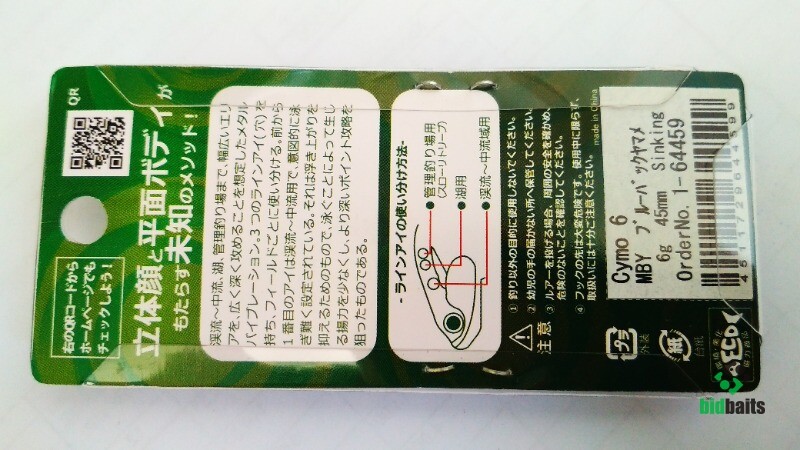 QR
右のQRコードから
ホームページでも
チェックしよう!
立体顔と平面ボディが
もたらす未知のメソッド!
渓流〜中流、湖、管理釣り場まで、幅広いエリ
アを、広く深く攻めることを想定したメタル
バイブレーション。3つのラインアイ(穴)を
持ち、フィールドごとに使い分ける。前から
1番目のアイは渓流〜中流用で、意図的に泳
ぎ難く設定されている。それは浮き上がりを
抑えるためのもので、泳ぐことによって生じ
る揚力を少なくし、より深いポイント攻略を
狙ったものである。
-ラインアイの使い分け方法-
管理釣り場用
(スローリトリーブ)
湖用
渓流〜中流域用
注意
① 釣り以外の目的に使用しないでください。
② 幼児の手の届かない所へ保管してください。
③ ルアーを投げる場合、周囲の安全を確かめ、
危険のないことを確認してください。
④ フックの先は大変危険です。使用中に限らず、
取扱いには十分ご注意ください。
made in China
プラ
外装
紙
台紙
Cymo 6
MBY ブルーバックヤマメ
6g 45mm Sinking
OrderNo. 1-64459
4511729644599
bidbaits